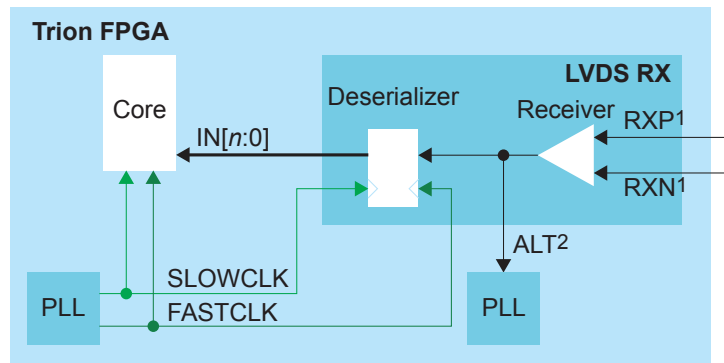 Trion FPGA
LVDS RX
Deserializer
Receiver
Core
RXP1
IN[n:0]
RXN1
ALT2
SLOWCLK
PLL
PLL
FASTCLK